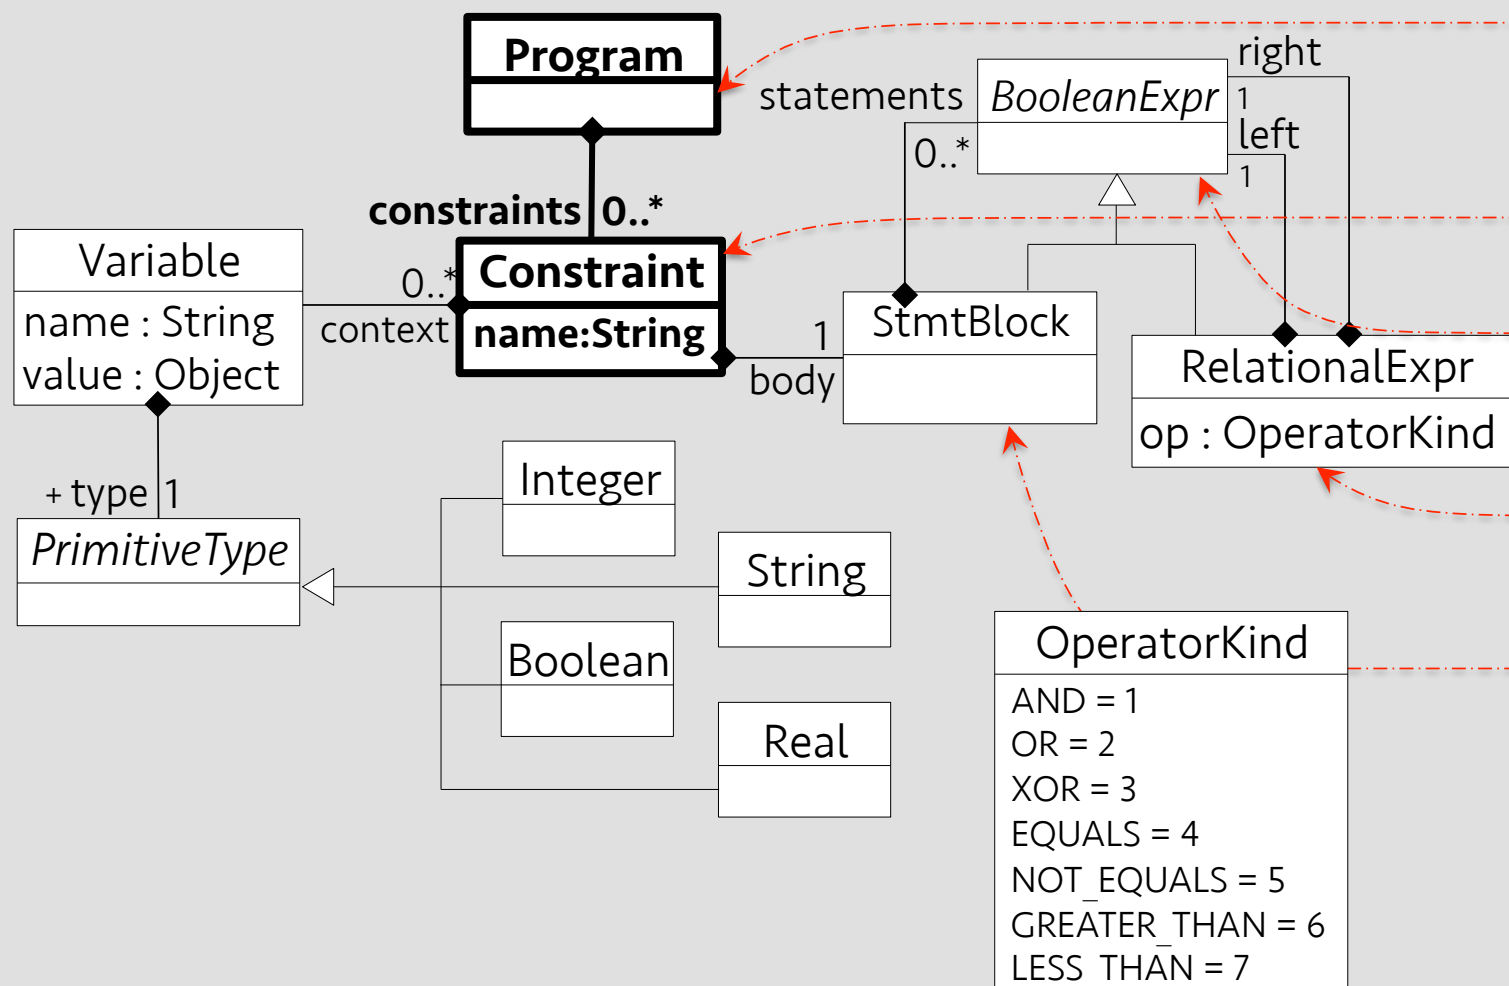 Program
constraints 0..*
Constraint
name:String
Variable
name : String
value : Object
0..*
context
+ type 1
PrimitiveType
Integer
String
Boolean
Real
1
body
StmtBlock
statements
0..*
BooleanExpr
right
1
left
1
RelationalExpr
op : OperatorKind
OperatorKind
AND = 1
OR = 2
XOR = 3
EQUALS = 4
NOT_EQUALS = 5
GREATER_THAN = 6
LESS_THAN = 7